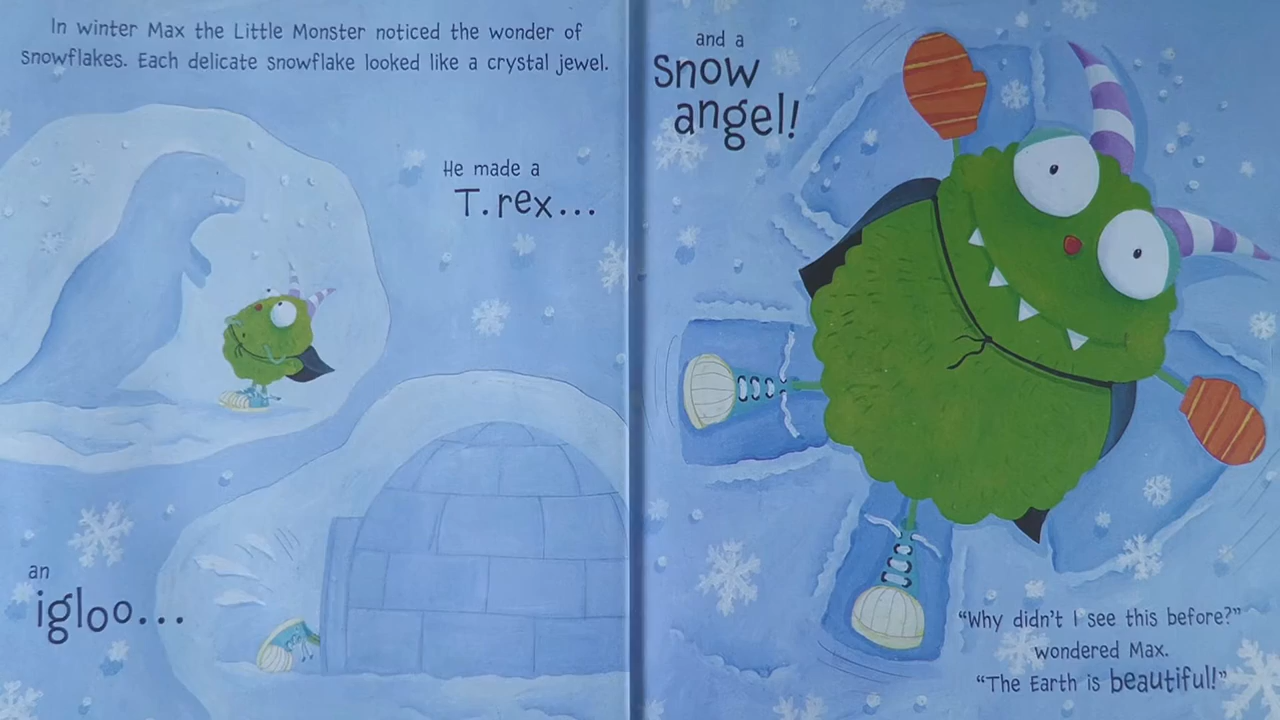 In winter Max the Little Monster noticed the wonder of
snowflakes. Each delicate snowflake looked like a crystal jewel.
He made a
T.rex...
an
igloo...
and a
snow
angel!
“Why didn't I see this before?”
wondered Max.
“The Earth is beautiful!”